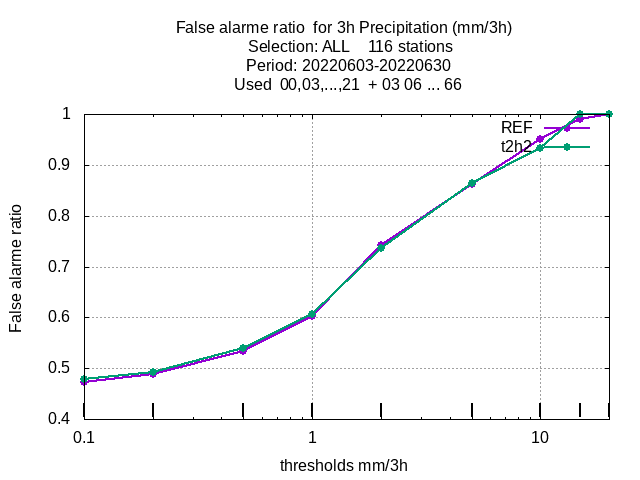 False alarme ratio  for 3h Precipitation (mm/3h)
Selection: ALL    116 stations
Period: 20220603-20220630
Used  00,03,...,21  + 03 06 ... 66
1
REF
t2h2
0.9
0.8
0.7
0.6
0.5
0.4
False alarme ratio
0.1 1 10
thresholds mm/3h